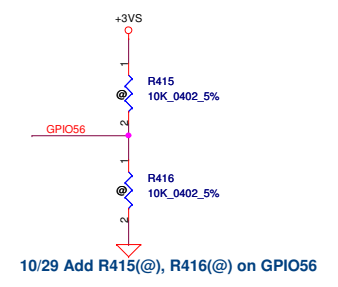 +3VS
1
R415
@
10K_0402_5%
2
GPIO56
1
R416
@
10K_0402_5%
2
10/29 Add R415(@), R416(@) on GPIO56